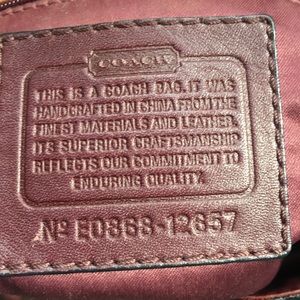 COACH
THIS IS A COACH BAG. IT WAS
HANDCRAFTED IN CHINA FROM THE
FINEST MATERIALS AND LEATHER.
ITS SUPERIOR CRAFTSMANSHIP
REFLECTS OUR COMMITMENT TO
ENDURING QUALITY.
Nº E0868-12657